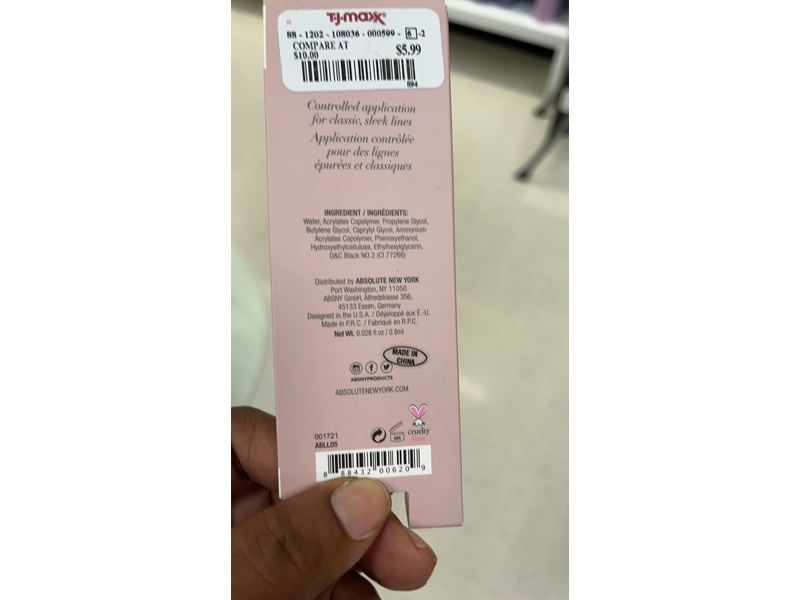 T·J·maxx
88 - 1202 - 108036 - 000599 - 6 -2
COMPARE AT
$10.00
$5.99
894
Controlled application
for classic, sleek lines
Application contrôlée
pour des lignes
épurées et classiques
INGREDIENT / INGRÉDIENTS:
Water, Acrylates Copolymer, Propylene Glycol,
Butylene Glycol, Caprylyl Glycol, Ammonium
Acrylates Copolymer, Phenoxyethanol,
Hydroxyethylcellulose, Ethylhexylglycerin,
D&C Black NO.2 (CI 77266)
Distributed by ABSOLUTE NEW YORK
Port Washington, NY 11050
ABSNY GmbH, Alfredstrasse 356,
45133 Essen, Germany
Designed in the U.S.A. / Développé aux É.-U.
Made in P.R.C. / Fabriqué en R.P.C.
Net Wt. 0.028 fl.oz / 0.8ml
MADE IN
CHINA
ABSNYPRODUCTS
ABSOLUTENEWYORK.COM
001721
ABLL05
6M
cruelty
free
8 88432 00620 9